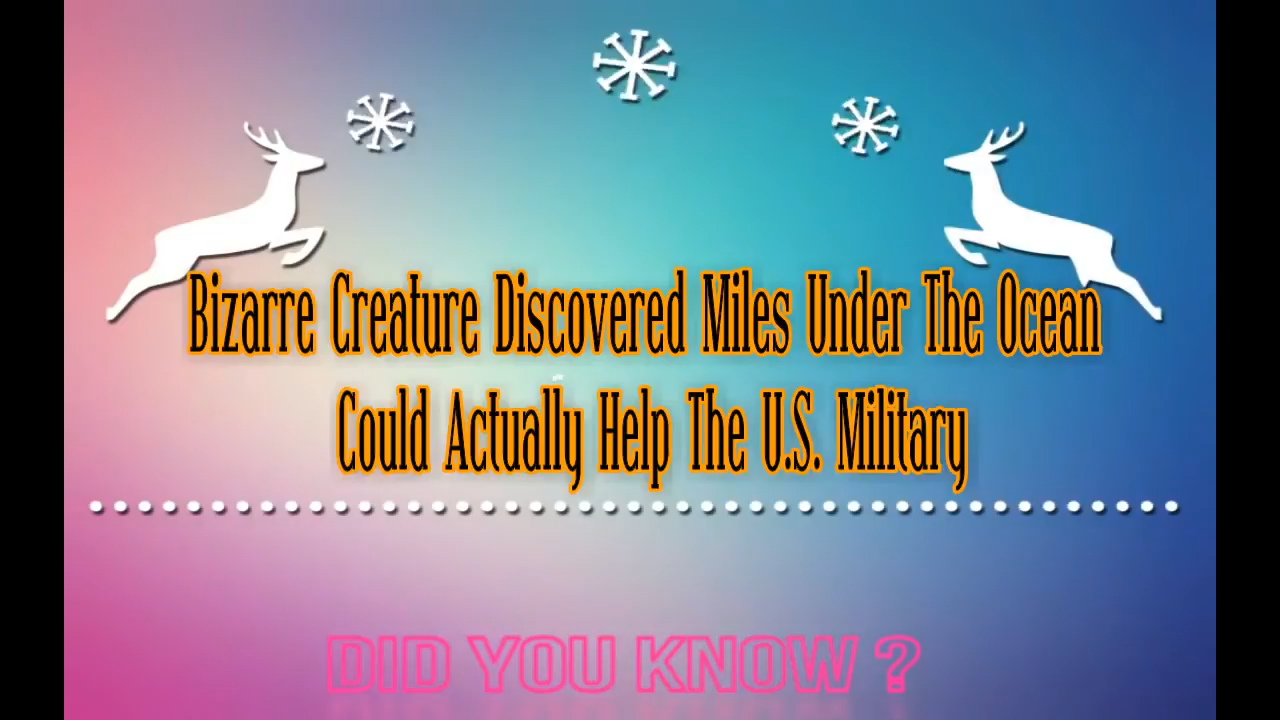 Bizarre Creature Discovered Miles Under The Ocean
Could Actually Help The U.S. Military
DID YOU KNOW ?